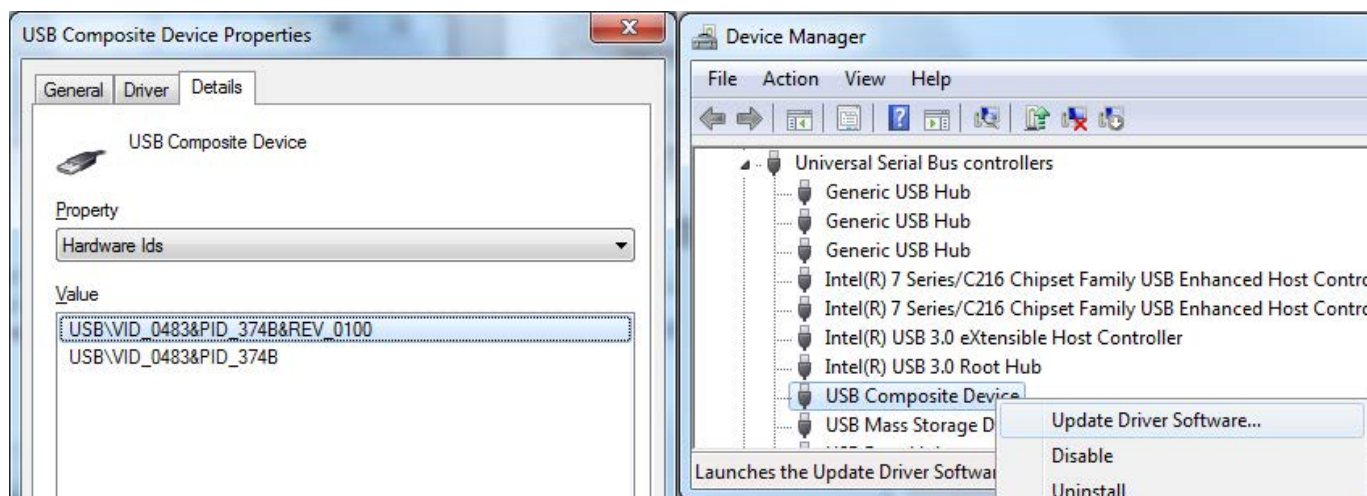 USB Composite Device Properties
X
General Driver Details
USB Composite Device
Property
Hardware Ids
Value
USB\VID_0483&PID_374B&REV_0100
USB\VID_0483&PID_374B
Device Manager
File Action View Help
?
Universal Serial Bus controllers
Generic USB Hub
Generic USB Hub
Generic USB Hub
Intel(R) 7 Series/C216 Chipset Family USB Enhanced Host Contro
Intel(R) 7 Series/C216 Chipset Family USB Enhanced Host Contro
Intel(R) USB 3.0 eXtensible Host Controller
Intel(R) USB 3.0 Root Hub
USB Composite Device
USB Mass Storage D
Launches the Update Driver Softwa
Update Driver Software...
Disable
Uninstall